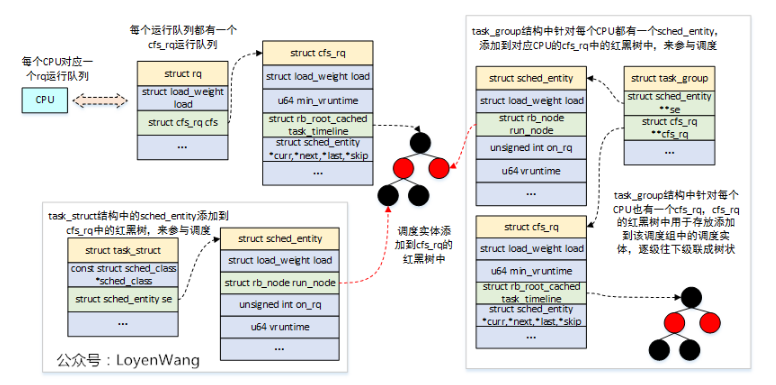 每个CPU对应一
个rq运行队列
CPU
每个运行队列都有一个
cfs_rq运行队列
struct rq
struct load_weight
load
struct cfs_rq cfs
...
struct cfs_rq
struct load_weight load
u64 min_vruntime
struct rb_root_cached
task_timeline
struct sched_entity
*curr,*next,*last,*skip
...
调度实体添
加到cfs_rq的
红黑树中
task_struct结构中的sched_entity添加到
cfs_rq中的红黑树，来参与调度
struct task_struct
const struct sched_class
*sched_class
struct sched_entity se
...
struct sched_entity
struct load_weight load
struct rb_node run_node
unsigned int on_rq
u64 vruntime
...
公众号：LoyenWang
task_group结构中针对每个CPU都有一个sched_entity,
添加到对应CPU的cfs_rq中的红黑树中，来参与调度
struct sched_entity
struct load_weight load
struct rb_node
run_node
unsigned int on_rq
u64 vruntime
...
struct task_group
struct sched_entity
**se
struct cfs_rq
**cfs_rq
...
task_group结构中针对每个
CPU也有一个cfs_rq，cfs_rq
的红黑树中用于存放添加
到该调度组中的调度实
体，逐级往下级联成树状
struct cfs_rq
struct load_weight load
u64 min_vruntime
struct rb_root_cached
task_timeline
struct sched_entity
*curr,*next,*last,*skip
...